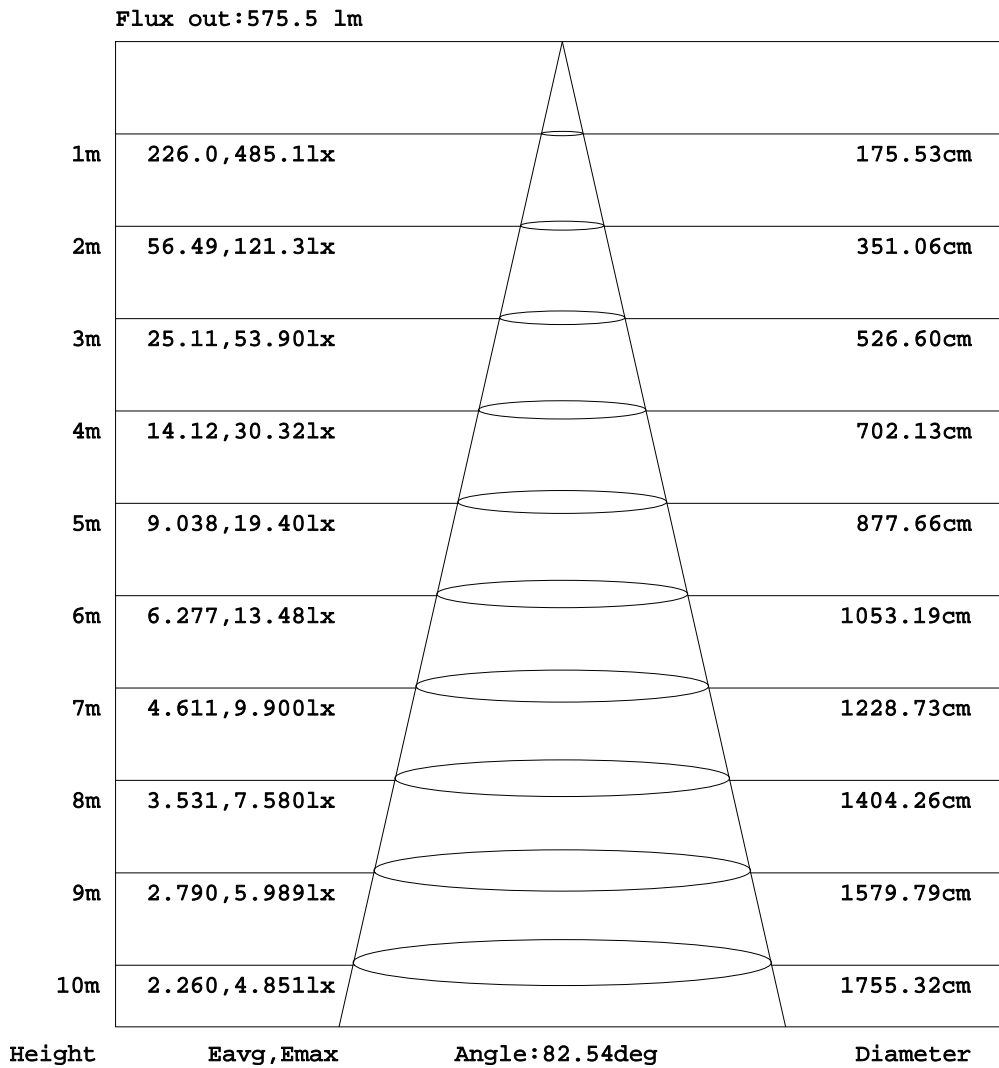 Flux out:575.5 lm
1m 226.0,485.1lx 175.53cm
2m 56.49,121.3lx 351.06cm
3m 25.11,53.90lx 526.60cm
4m 14.12,30.32lx 702.13cm
5m 9.038,19.40lx 877.66cm
6m 6.277,13.48lx 1053.19cm
7m 4.611,9.900lx 1228.73cm
8m 3.531,7.580lx 1404.26cm
9m 2.790,5.989lx 1579.79cm
10m 2.260,4.851lx 1755.32cm
Height Eavg,Emax Angle:82.54deg Diameter